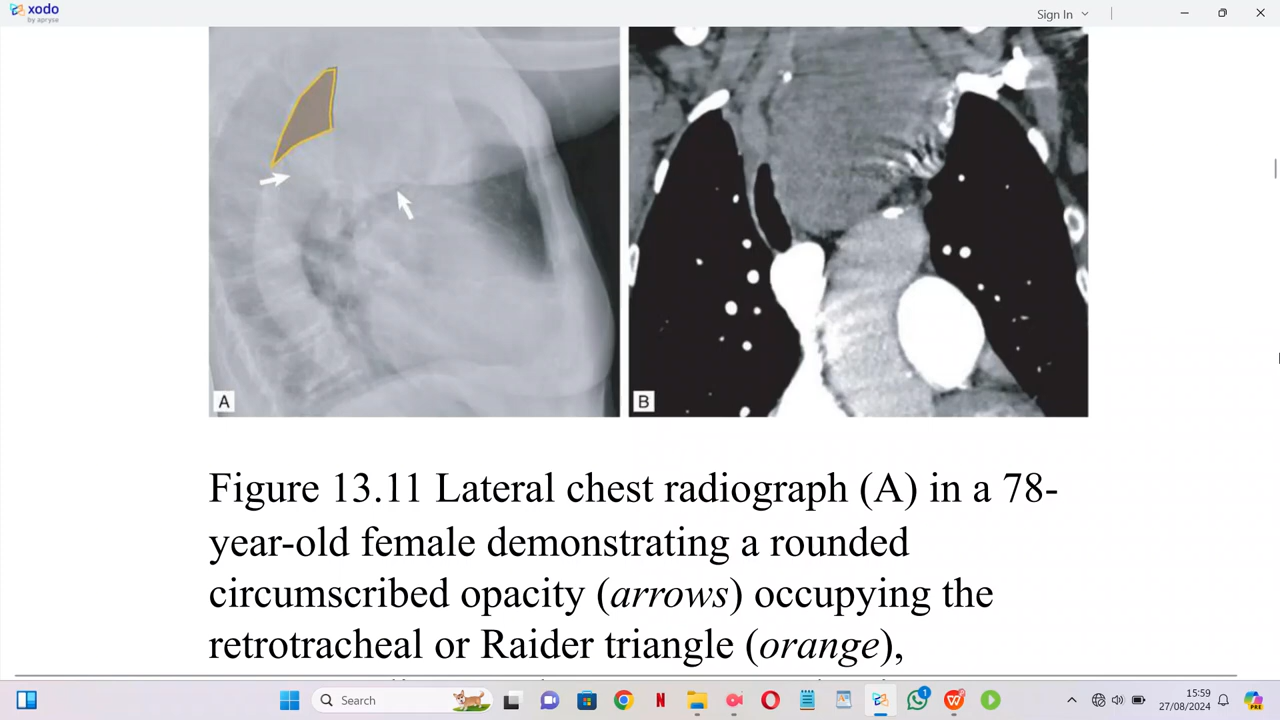 xodo
by apryse
Sign In
A
B
Figure 13.11 Lateral chest radiograph (A) in a 78-
year-old female demonstrating a rounded
circumscribed opacity (arrows) occupying the
retrotracheal or Raider triangle (orange),
Search
1
15:59
/08/2024